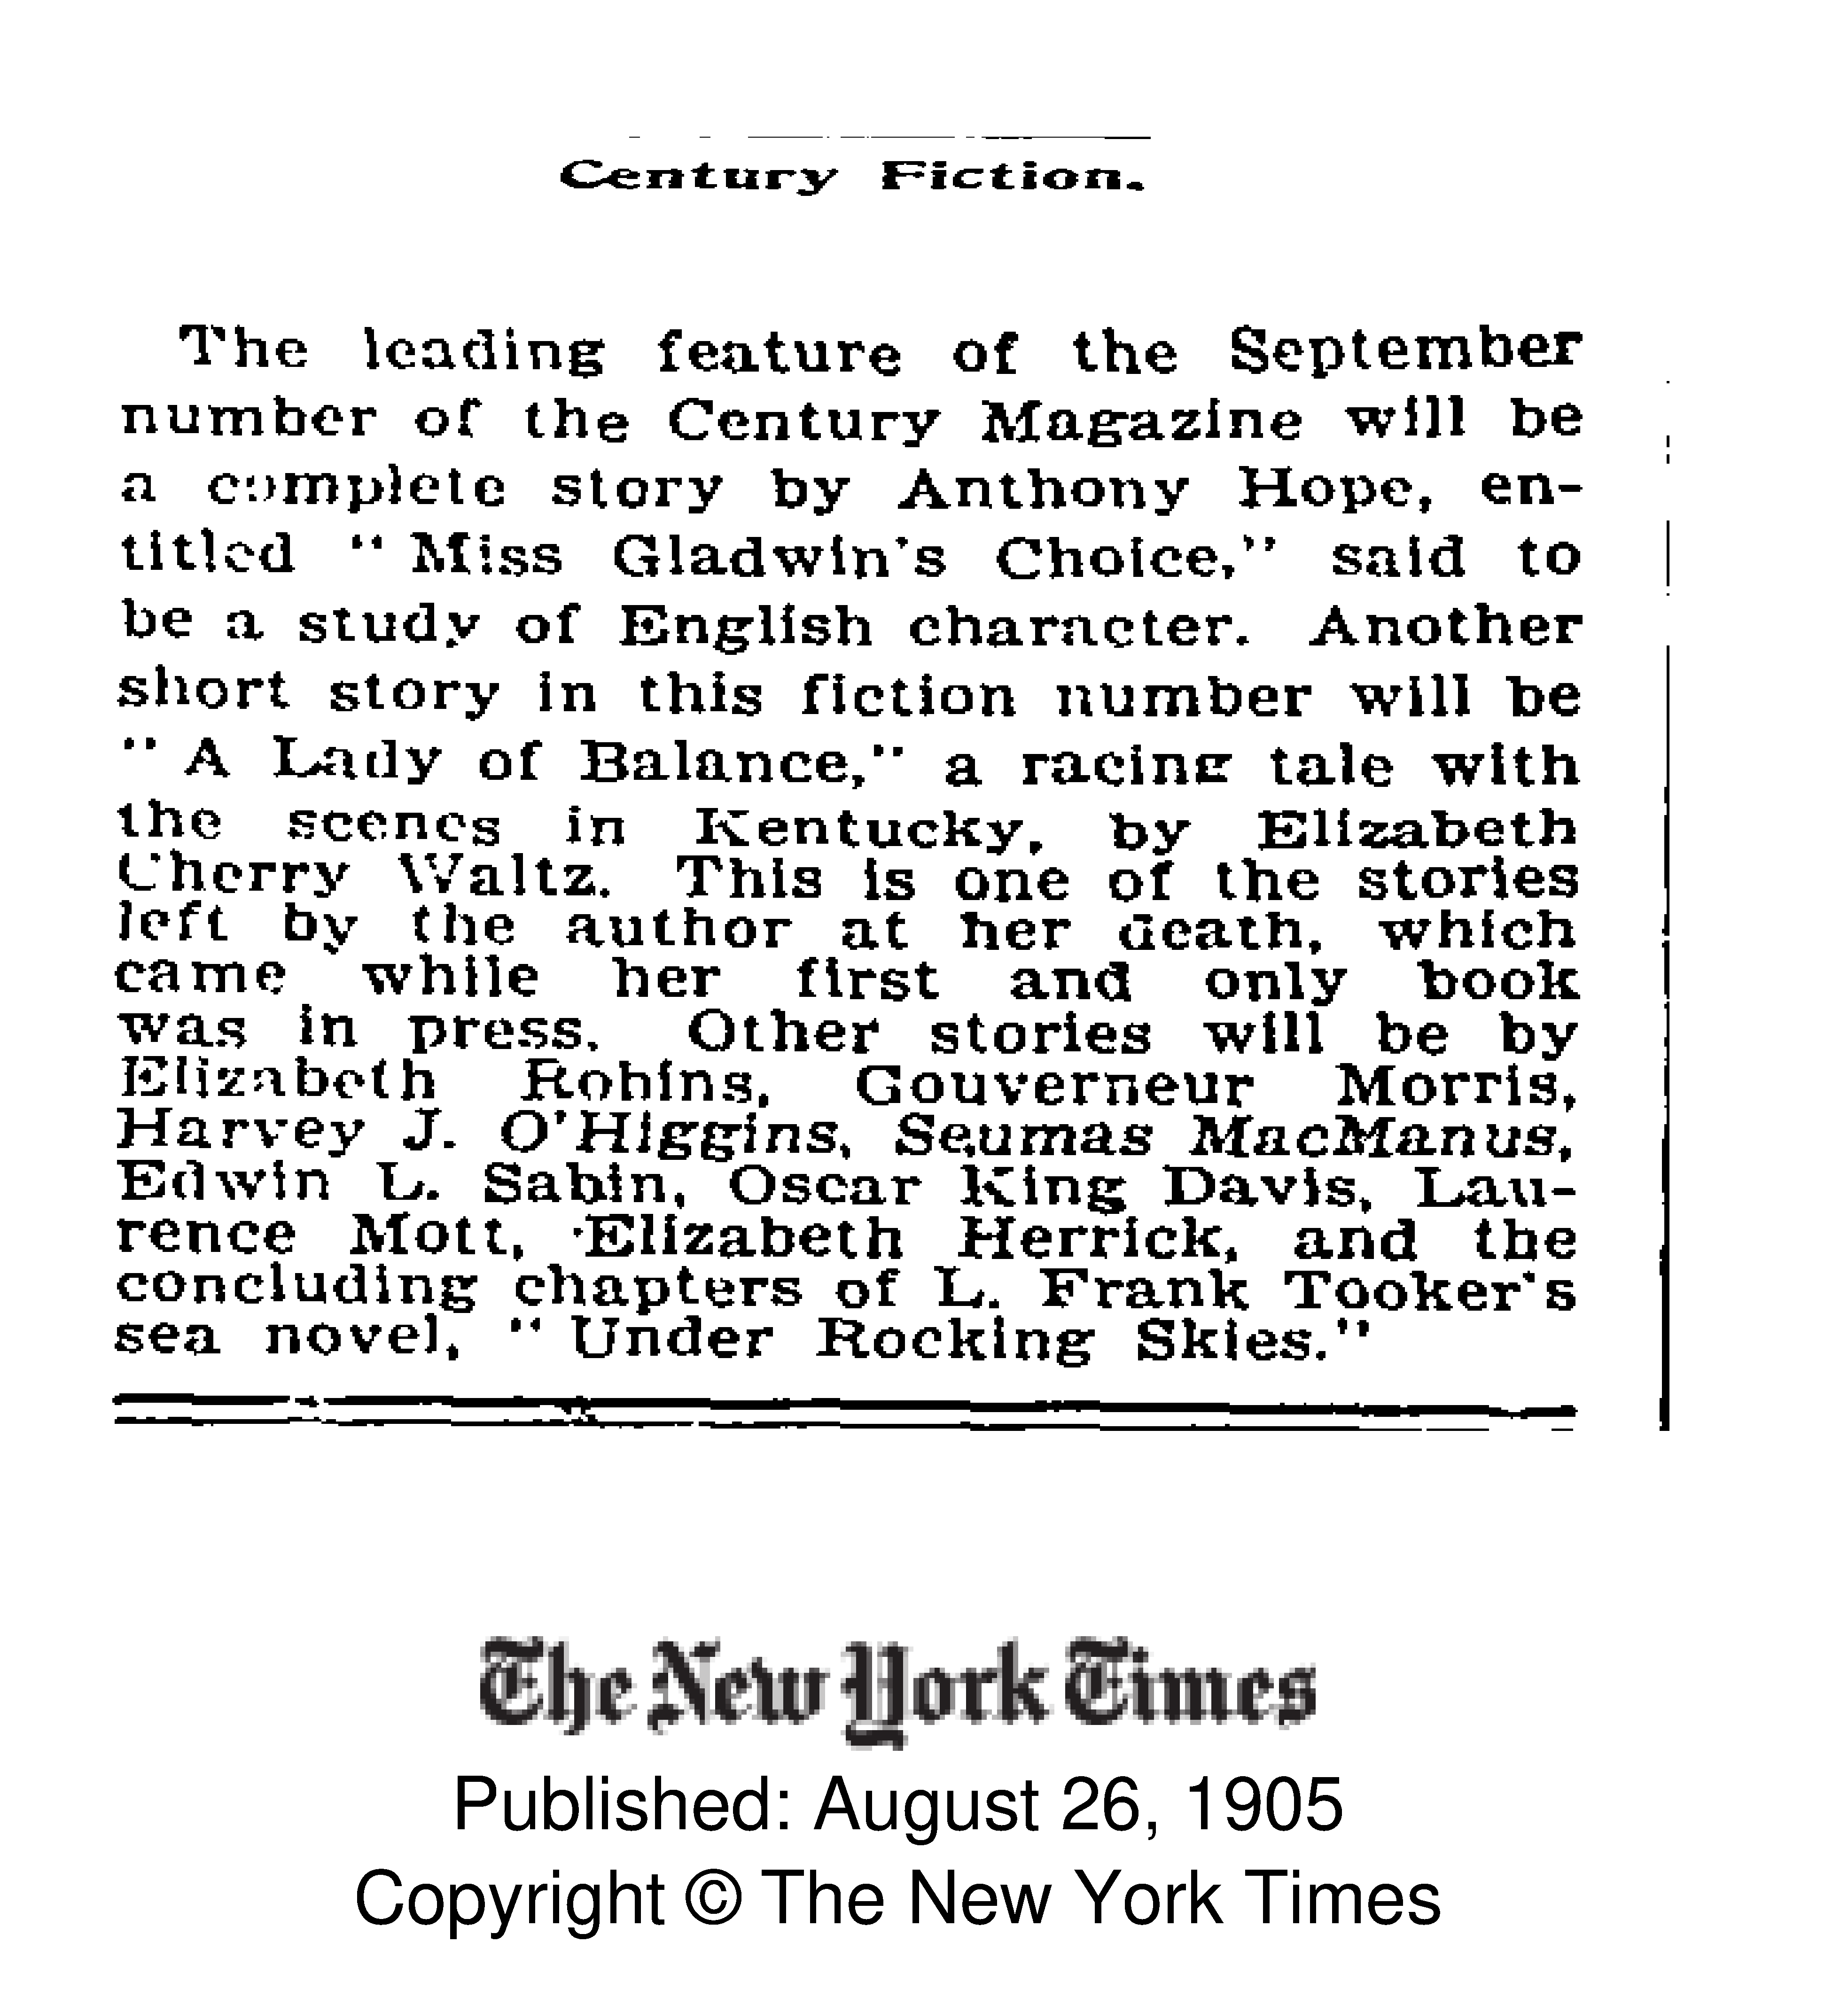 Century Fiction.
The leading feature of the September
number of the Century Magazine will be
a complete story by Anthony Hope, en-
titled " Miss Gladwin's Choice," said to
be a study of English character. Another
short story in this fiction number will be
" A Lady of Balance," a racing tale with
the scenes in Kentucky, by Elizabeth
Cherry Waltz. This is one of the stories
left by the author at her death, which
came while her first and only book
was in press. Other stories will be by
Elizabeth Robins, Gouverneur Morris,
Harvey J. O'Higgins, Seumas MacManus,
Edwin L. Sabin, Oscar King Davis, Lau-
rence Mott, Elizabeth Herrick, and the
concluding chapters of L. Frank Tooker's
sea novel, " Under Rocking Skies."
The New York Times
Published: August 26, 1905
Copyright © The New York Times